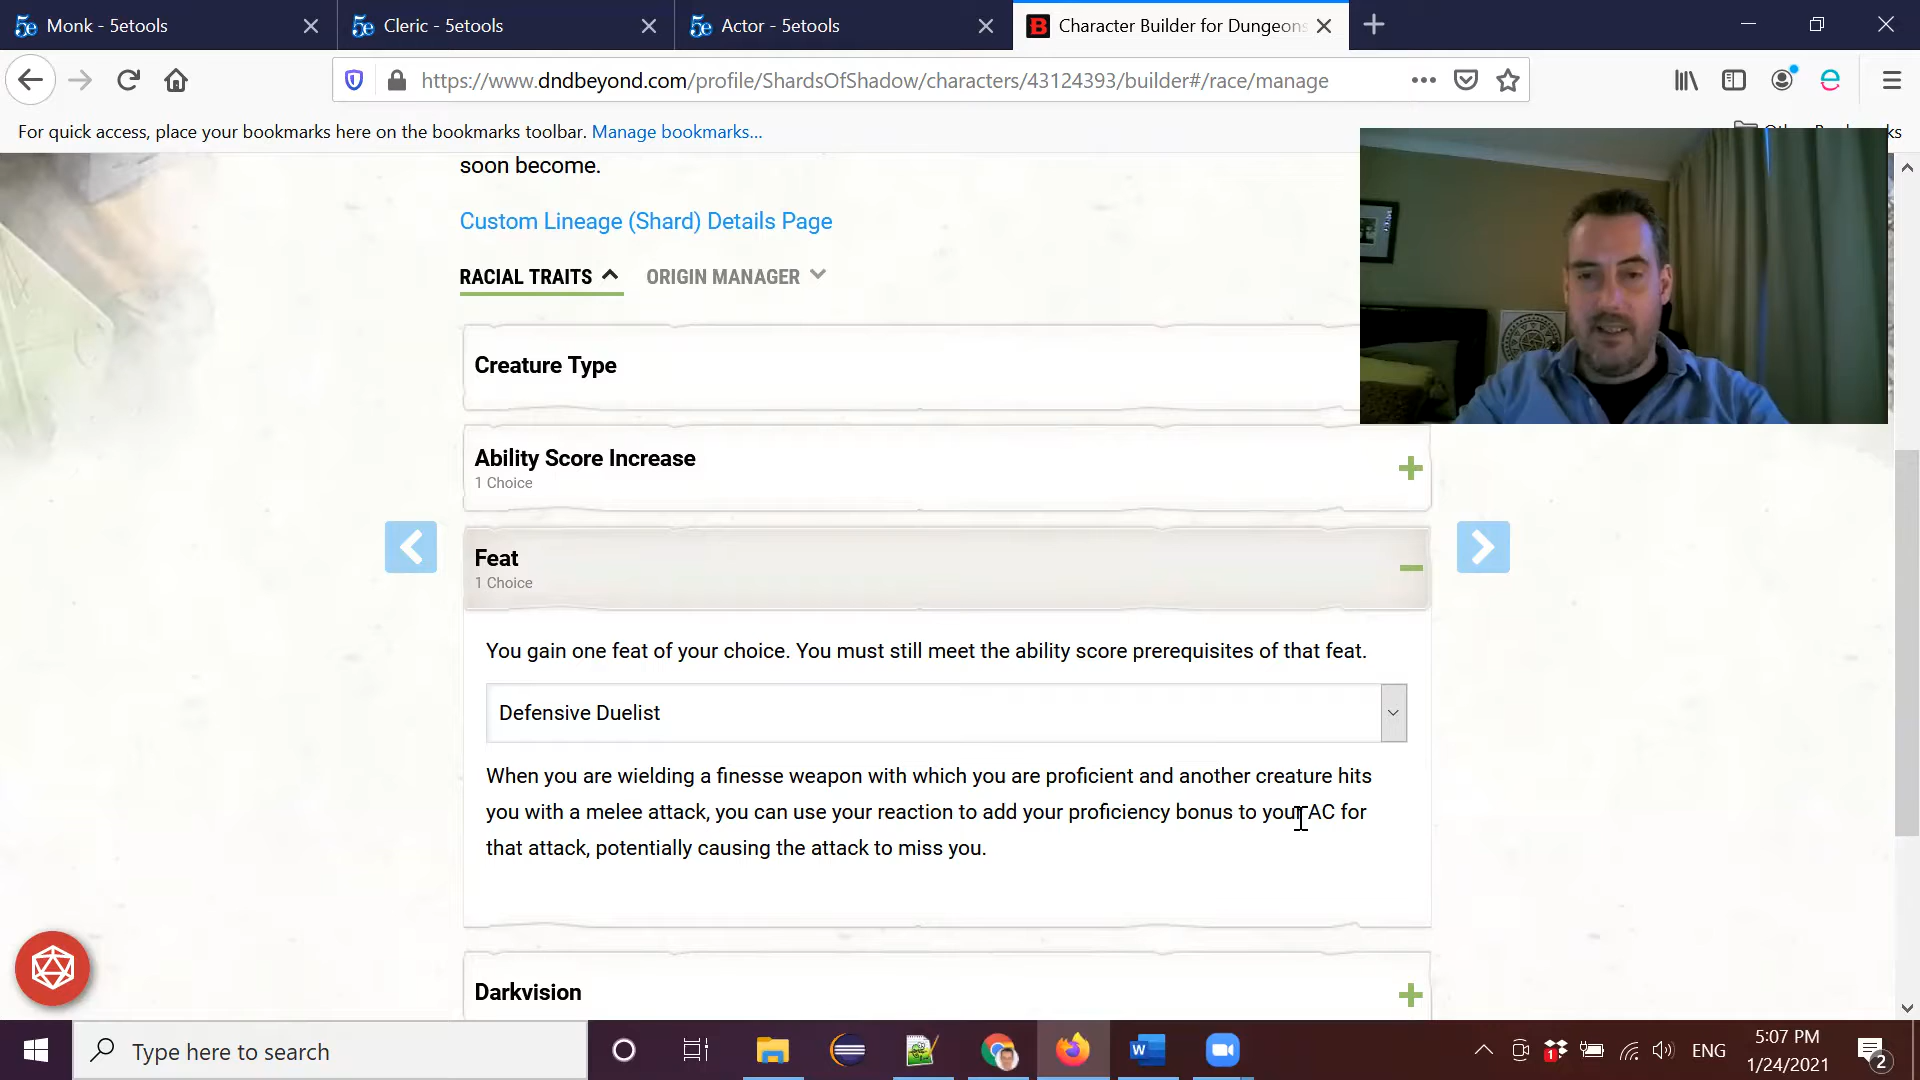 Monk - 5etools
Cleric - 5etools
Actor - 5etools
Character Builder for Dungeons
https://www.dndbeyond.com/profile/ShardsOfShadow/characters/43124393/builder#/race/manage
For quick access, place your bookmarks here on the bookmarks toolbar. Manage bookmarks...
soon become.
Custom Lineage (Shard) Details Page
RACIAL TRAITS
ORIGIN MANAGER
Creature Type
Ability Score Increase
1 Choice
Feat
1 Choice
You gain one feat of your choice. You must still meet the ability score prerequisites of that feat.
Defensive Duelist
When you are wielding a finesse weapon with which you are proficient and another creature hits
you with a melee attack, you can use your reaction to add your proficiency bonus to your AC for
that attack, potentially causing the attack to miss you.
Darkvision
Type here to search
ENG
5:07 PM
1/24/2021
2